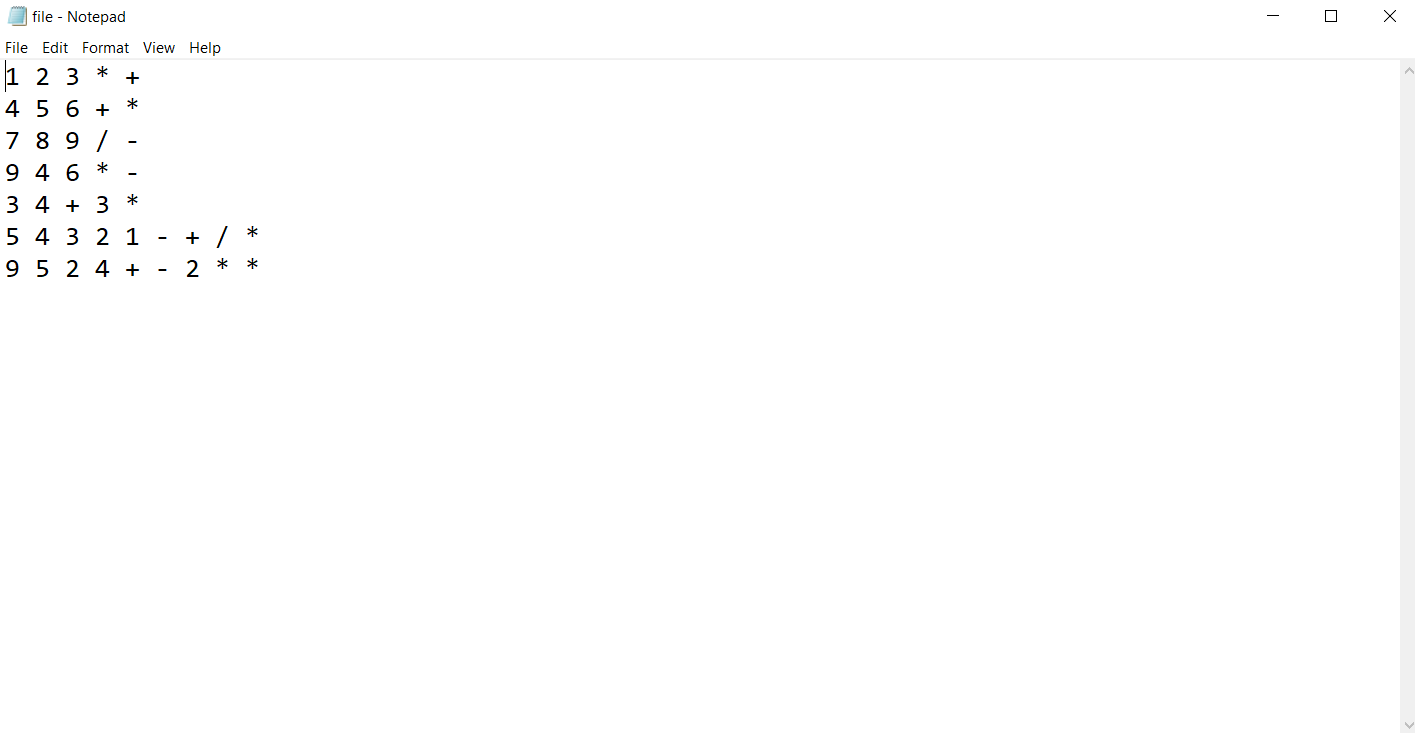 file - Notepad
File Edit Format View Help
1 2 3 * +
4 5 6 + *
7 8 9 / -
9 4 6 * -
3 4 + 3 *
5 4 3 2 1 - + / *
9 5 2 4 + - 2 * *